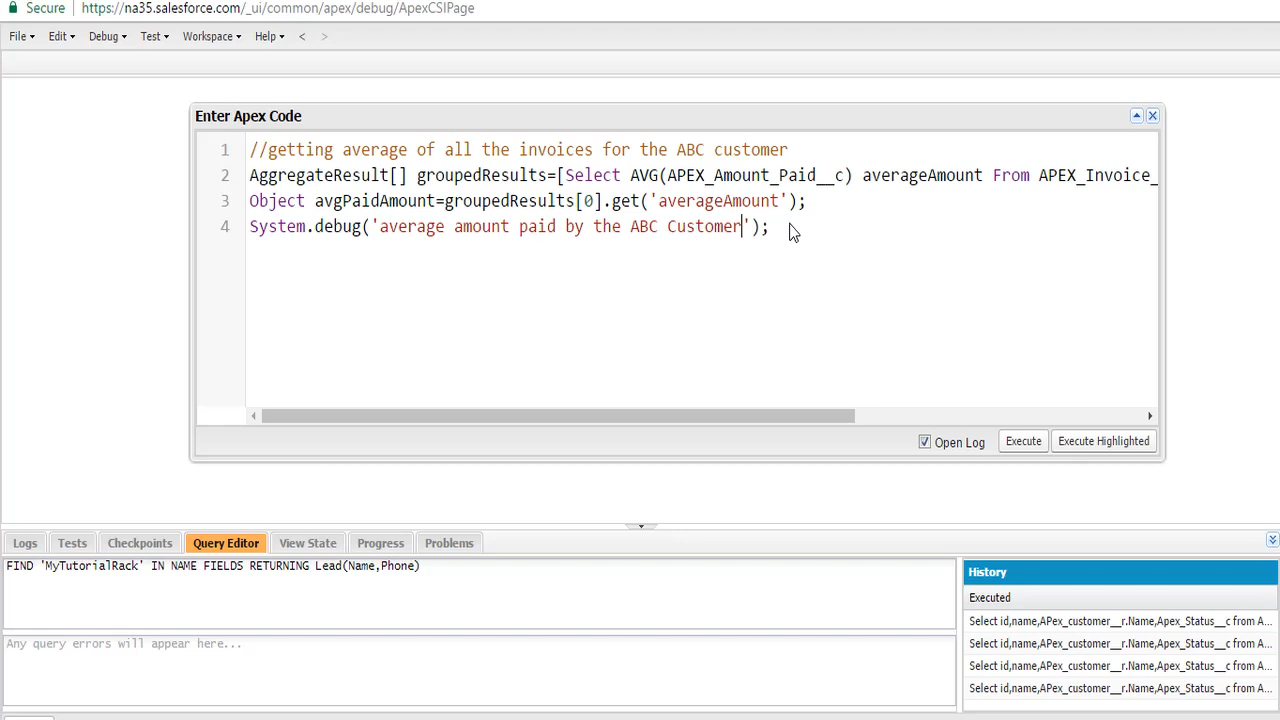 Secure https://na35.salesforce.com/_ui/common/apex/debug/ApexCSIPage
File Edit Debug Test Workspace Help < >
Enter Apex Code
1 //getting average of all the invoices for the ABC customer
2 AggregateResult[] groupedResults=[Select AVG(APEX_Amount_Paid__c) averageAmount From APEX_Invoice_
3 Object avgPaidAmount=groupedResults[0].get('averageAmount');
4 System.debug('average amount paid by the ABC Customer');
Open Log Execute Execute Highlighted
Logs Tests Checkpoints Query Editor View State Progress Problems
FIND 'MyTutorialRack' IN NAME FIELDS RETURNING Lead(Name,Phone)
Any query errors will appear here...
History
Executed
Select id,name,APex_customer__r.Name,Apex_Status__c from A...
Select id,name,APex_customer__r.Name,Apex_Status__c from A...
Select id,name,APex_customer__r.Name,Apex_Status__c from A...
Select id,name,APex_customer__r.Name,Apex_Status__c from A...